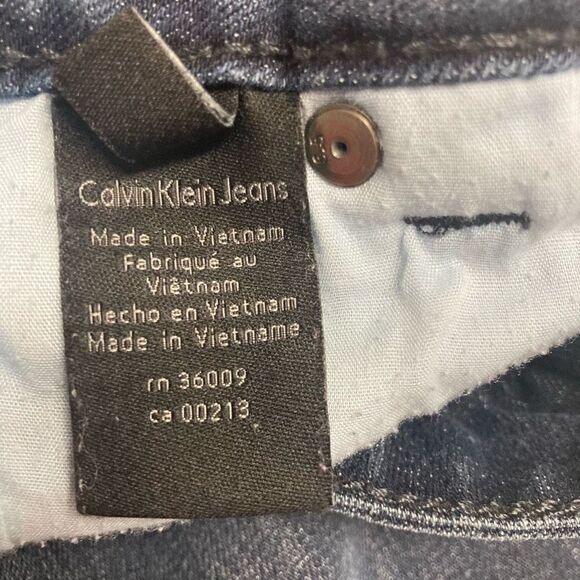 Calvin Klein Jeans
Made in Vietnam
Fabriqué au
Viêtnam
Hecho en Vietnam
Made in Vietname
rn 36009
ca 00213